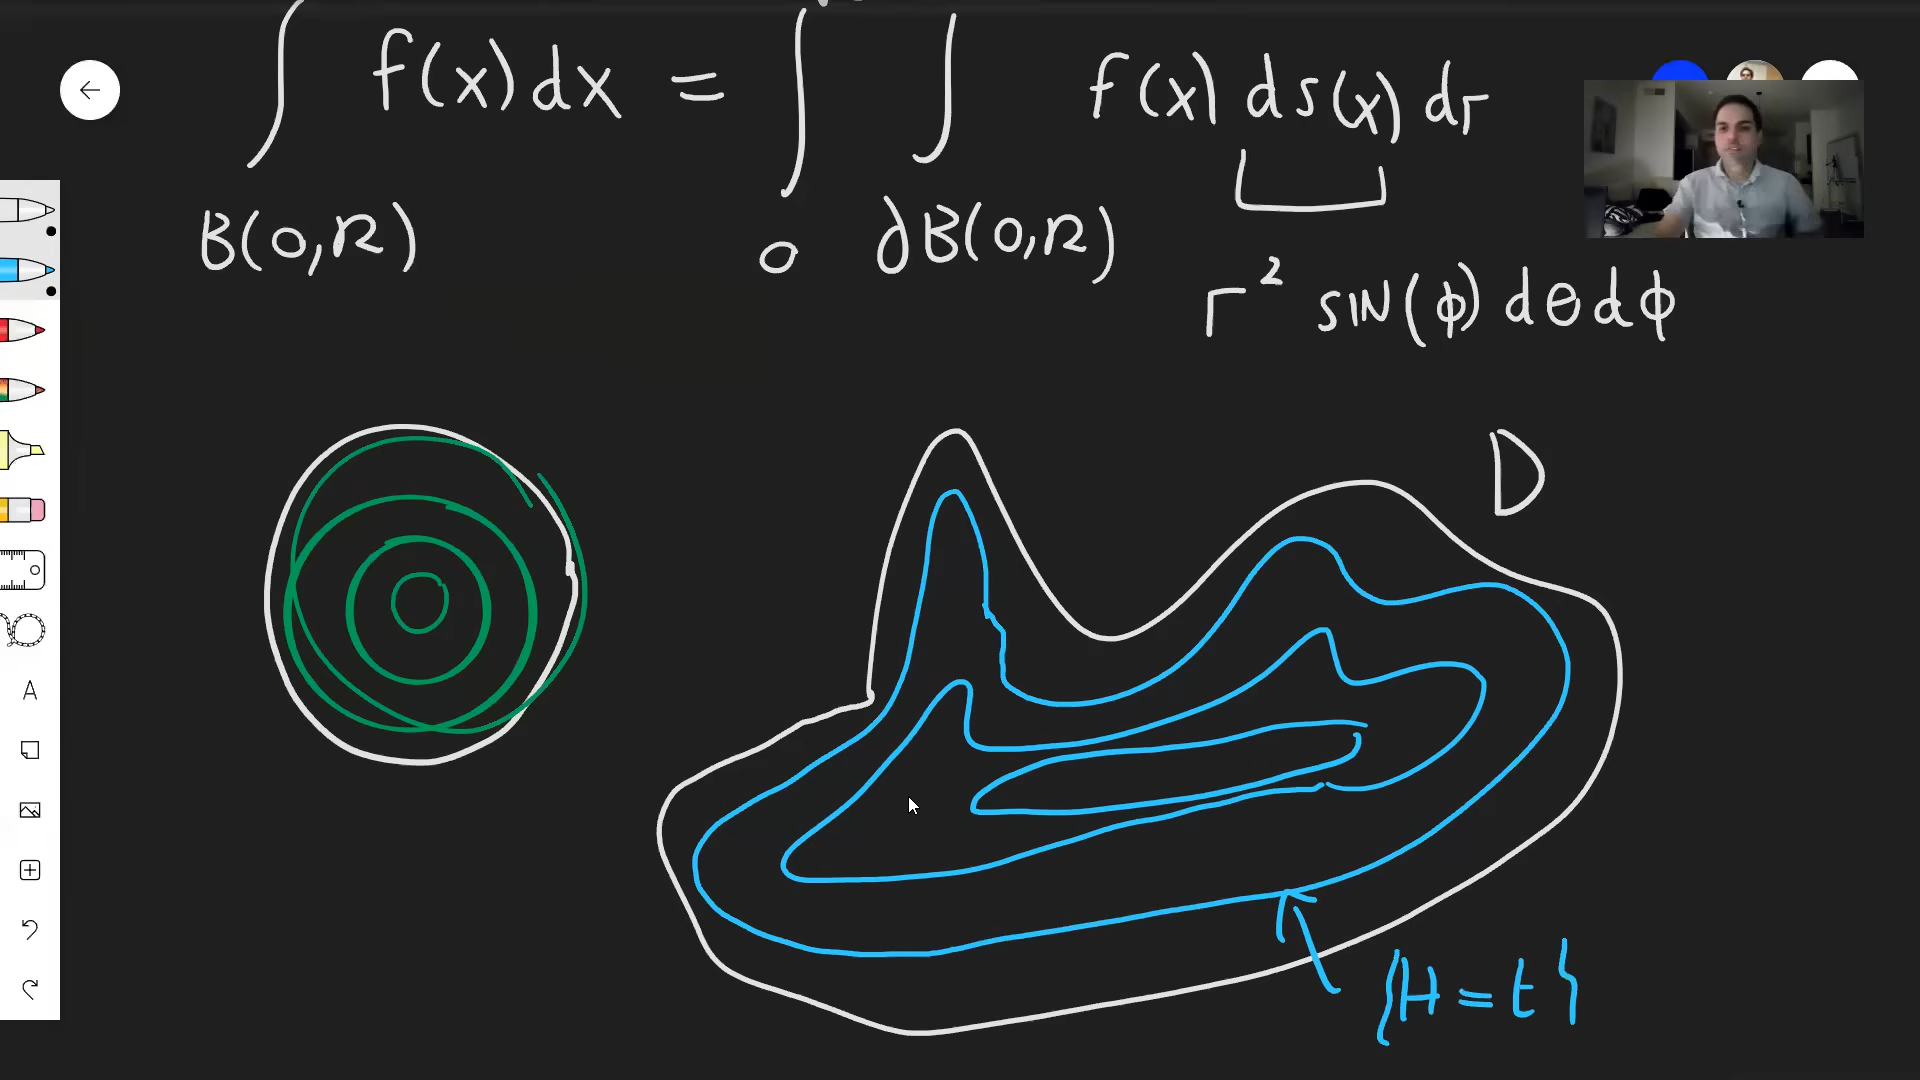 ∫ f(x) dx = ∫ ∫ f(x) ds(x) dr
B(0,R) 0 ∂B(0,r)
r² SIN(φ) dθ dφ
D
{H = t}
A